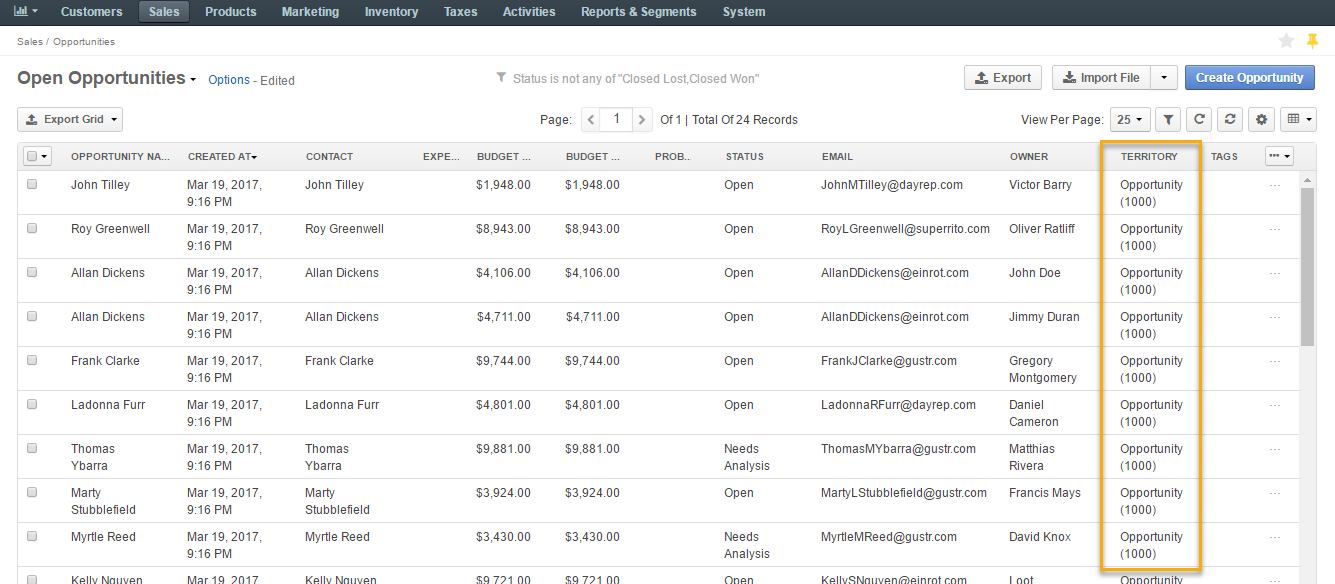 Customers Sales Products Marketing Inventory Taxes Activities Reports & Segments System
Sales / Opportunities
Open Opportunities Options - Edited Status is not any of "Closed Lost,Closed Won" Export Import File Create Opportunity
Export Grid Page: 1 Of 1 | Total Of 24 Records View Per Page: 25
OPPORTUNITY NA... CREATED AT CONTACT EXPE... BUDGET ... BUDGET ... PROB.. STATUS EMAIL OWNER TERRITORY TAGS
John Tilley Mar 19, 2017, John Tilley $1,948.00 $1,948.00 Open JohnMTilley@dayrep.com Victor Barry Opportunity ...
9:16 PM (1000)
Roy Greenwell Mar 19, 2017, Roy Greenwell $8,943.00 $8,943.00 Open RoyLGreenwell@superrito.com Oliver Ratliff Opportunity ...
9:16 PM (1000)
Allan Dickens Mar 19, 2017, Allan Dickens $4,106.00 $4,106.00 Open AllanDDickens@einrot.com John Doe Opportunity ...
9:16 PM (1000)
Allan Dickens Mar 19, 2017, Allan Dickens $4,711.00 $4,711.00 Open AllanDDickens@einrot.com Jimmy Duran Opportunity ...
9:16 PM (1000)
Frank Clarke Mar 19, 2017, Frank Clarke $9,744.00 $9,744.00 Open FrankJClarke@gustr.com Gregory Opportunity ...
9:16 PM Montgomery (1000)
Ladonna Furr Mar 19, 2017, Ladonna Furr $4,801.00 $4,801.00 Open LadonnaRFurr@dayrep.com Daniel Opportunity ...
9:16 PM Cameron (1000)
Thomas Mar 19, 2017, Thomas $9,881.00 $9,881.00 Needs ThomasMYbarra@gustr.com Matthias Opportunity ...
Ybarra 9:16 PM Ybarra Analysis Rivera (1000)
Marty Mar 19, 2017, Marty $3,924.00 $3,924.00 Open MartyLStubblefield@gustr.com Francis Mays Opportunity ...
Stubblefield 9:16 PM Stubblefield (1000)
Myrtle Reed Mar 19, 2017, Myrtle Reed $3,430.00 $3,430.00 Needs MyrtleMReed@gustr.com David Knox Opportunity ...
9:16 PM Analysis (1000)
Kelly Nguyen Mar 19, 2017, Kelly Nguyen $9,721.00 $9,721.00 Open KellySNguyen@einrot.com Loot Opportunity ...